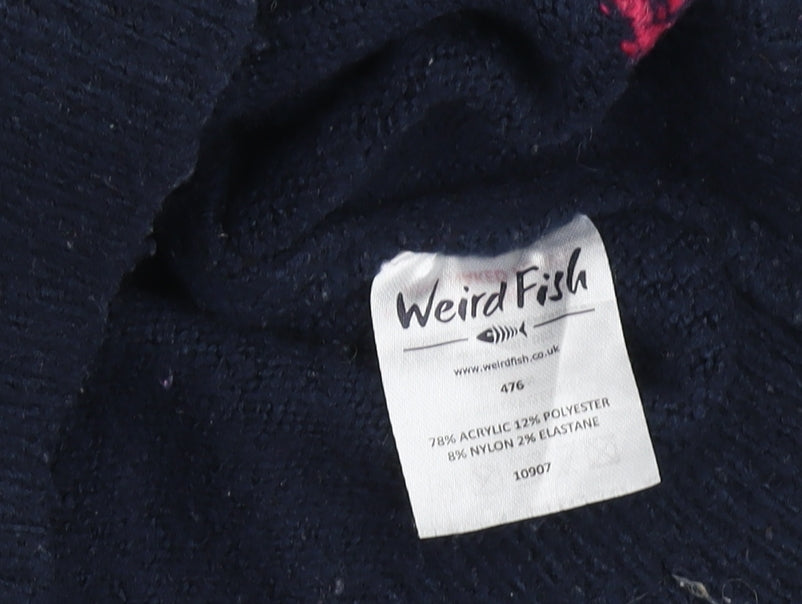 Weird Fish
www.weirdfish.co.uk
476
78% ACRYLIC 12% POLYESTER
8% NYLON 2% ELASTANE
10907